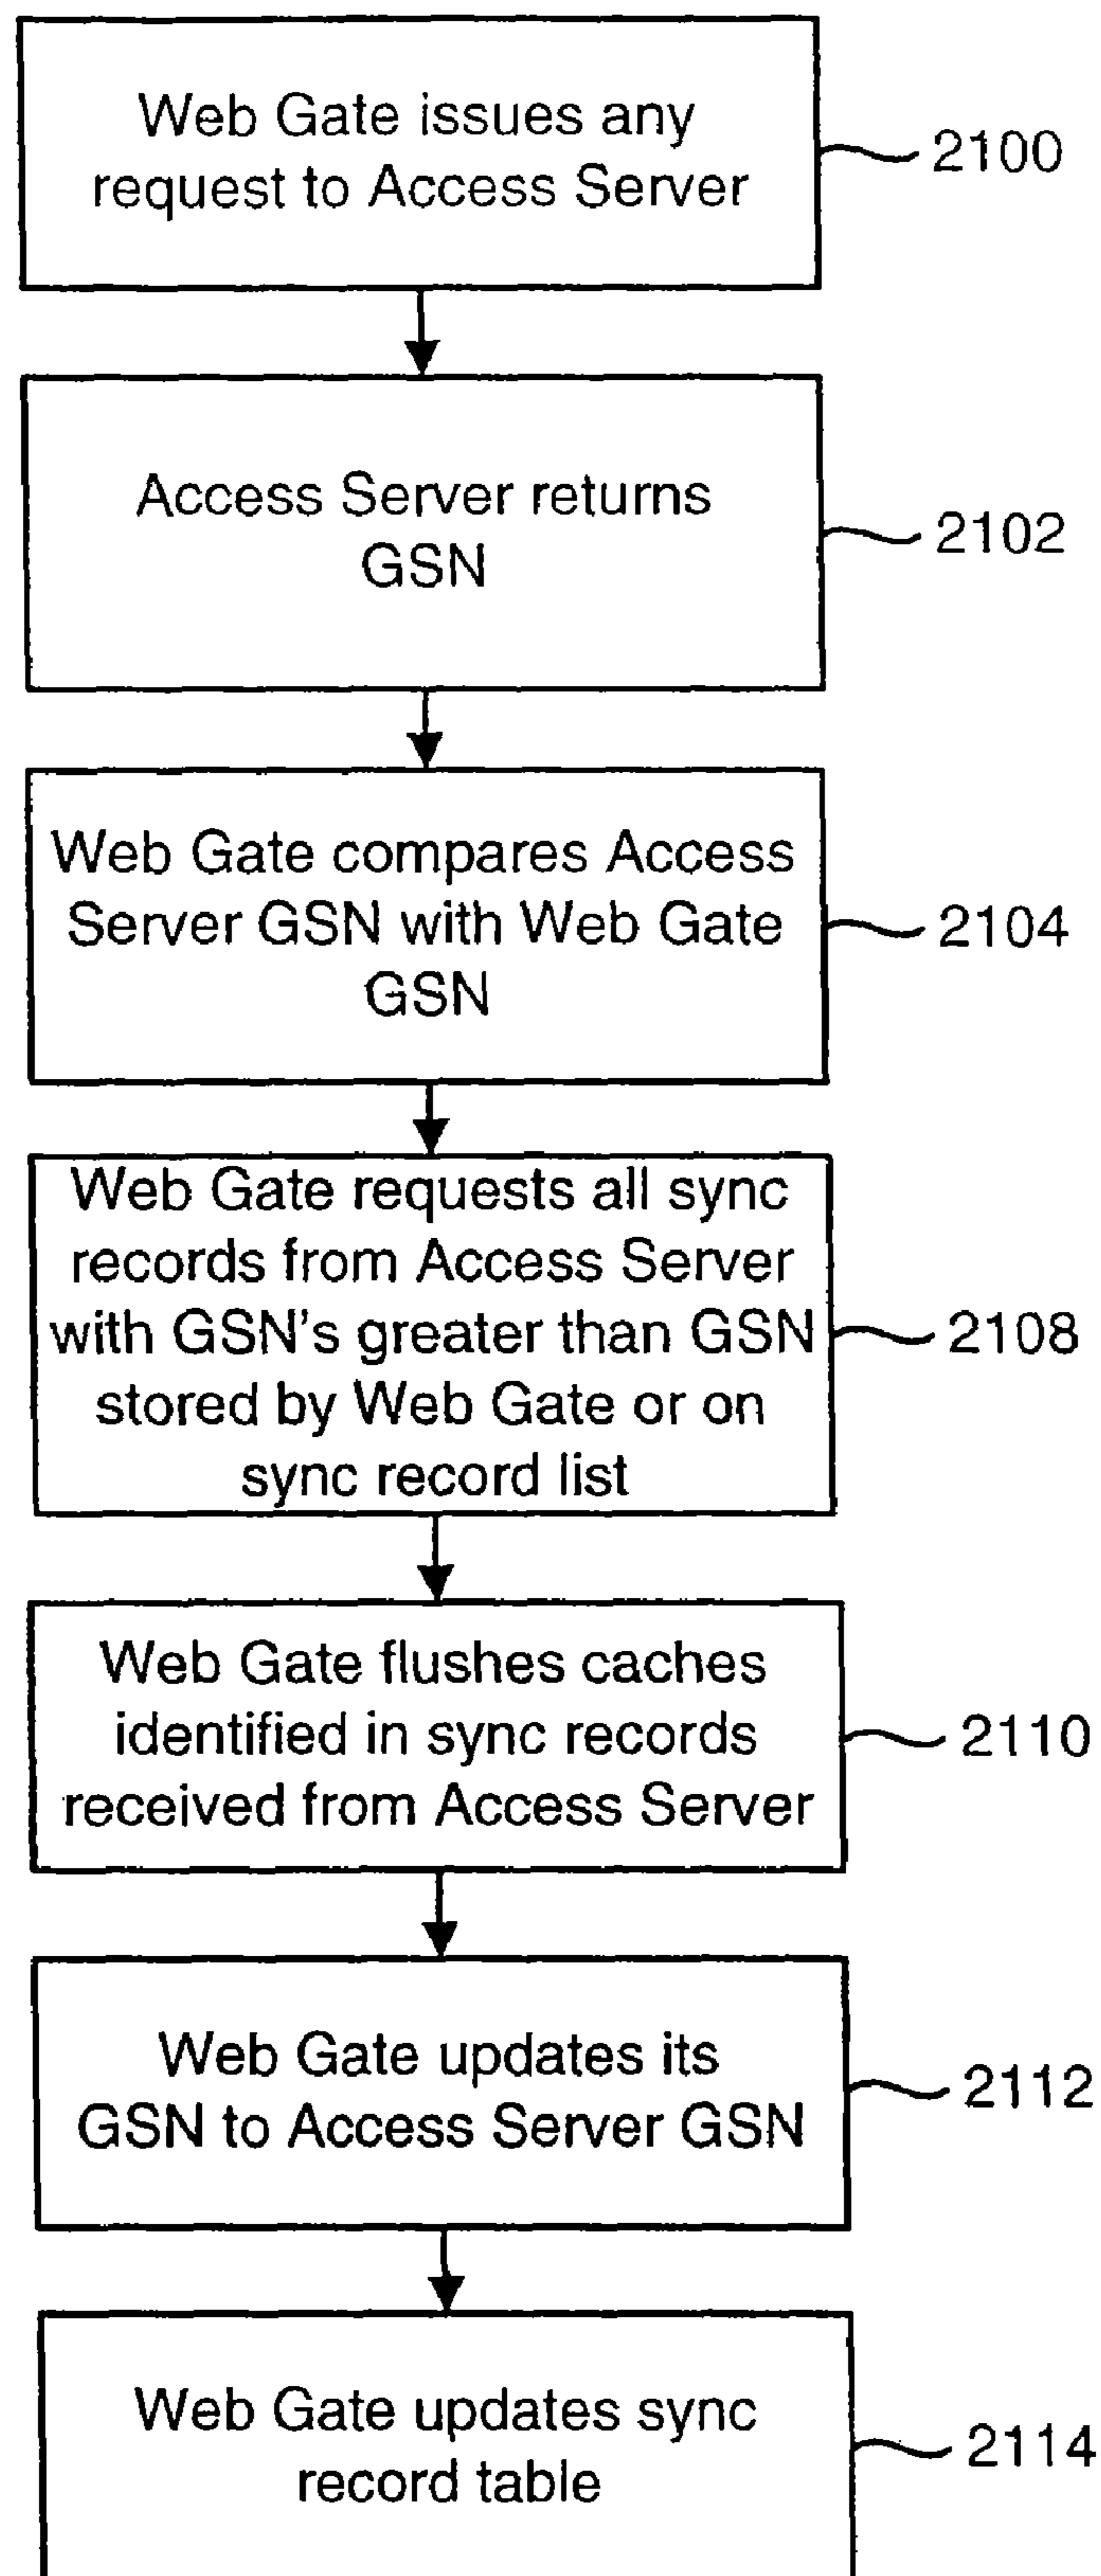 Web Gate issues any
request to Access Server
2100
Access Server returns
GSN
2102
Web Gate compares Access
Server GSN with Web Gate
GSN
2104
Web Gate requests all sync
records from Access Server
with GSN's greater than GSN
stored by Web Gate or on
sync record list
2108
Web Gate flushes caches
identified in sync records
received from Access Server
2110
Web Gate updates its
GSN to Access Server GSN
2112
Web Gate updates sync
record table
2114